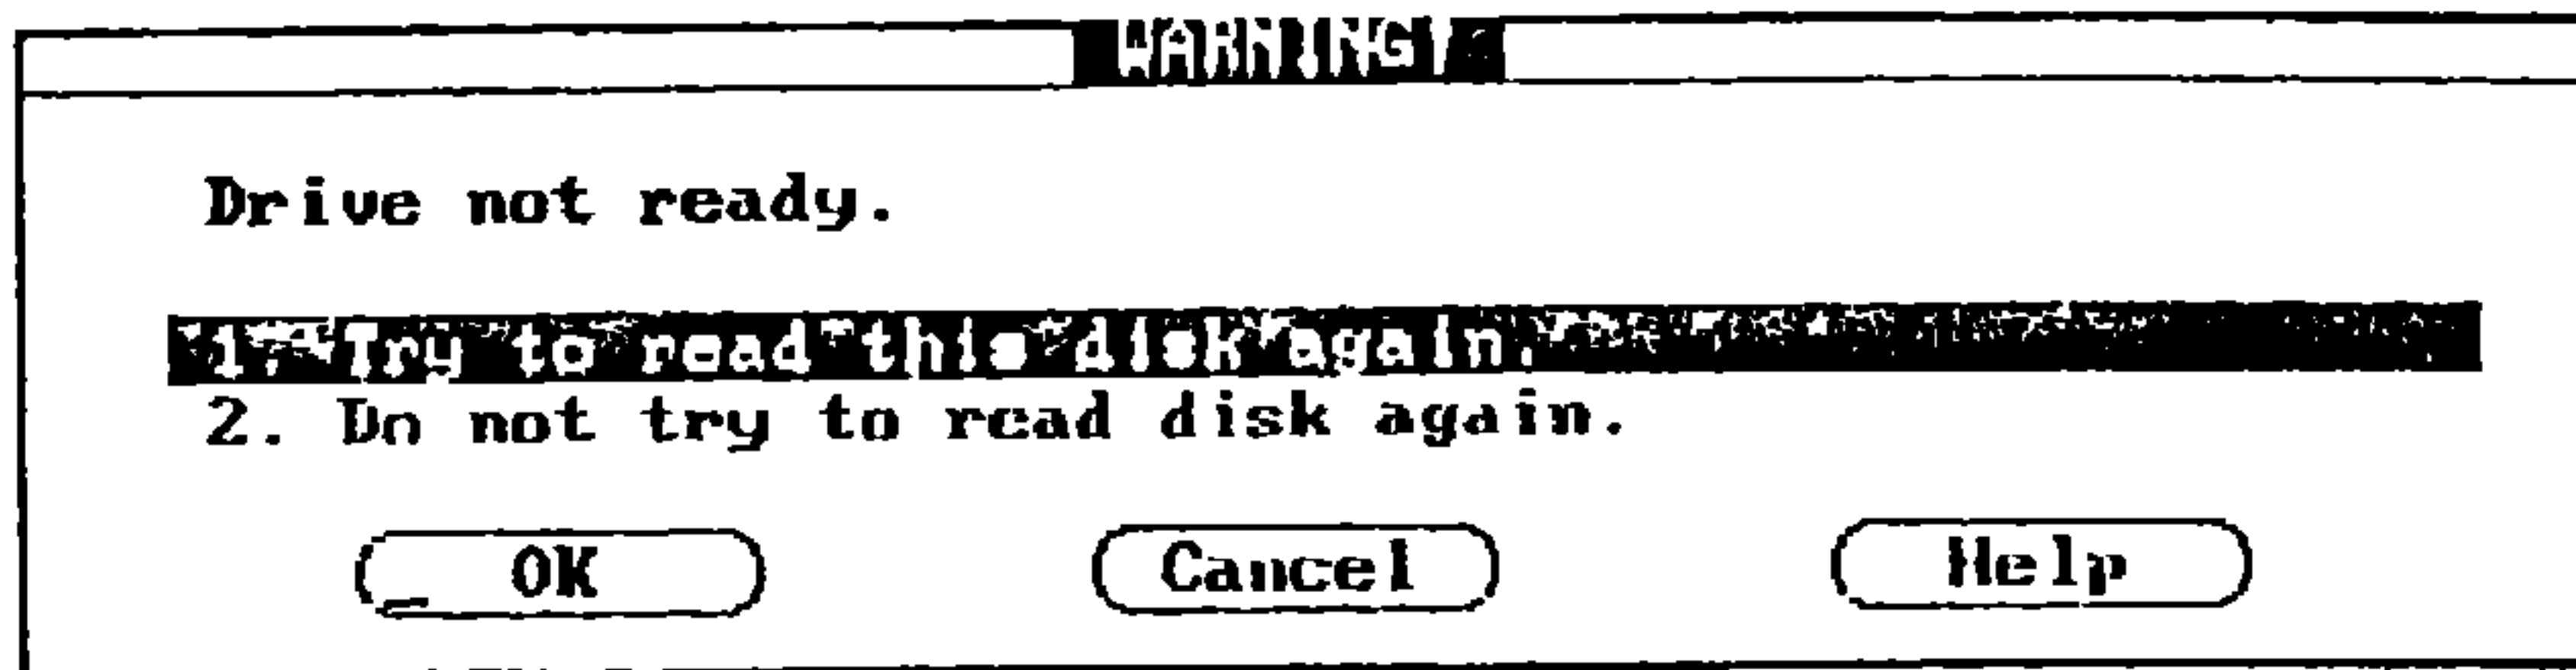 WARNING
Drive not ready.
1. Try to read this disk again.
2. Do not try to read disk again.
OK Cancel Help